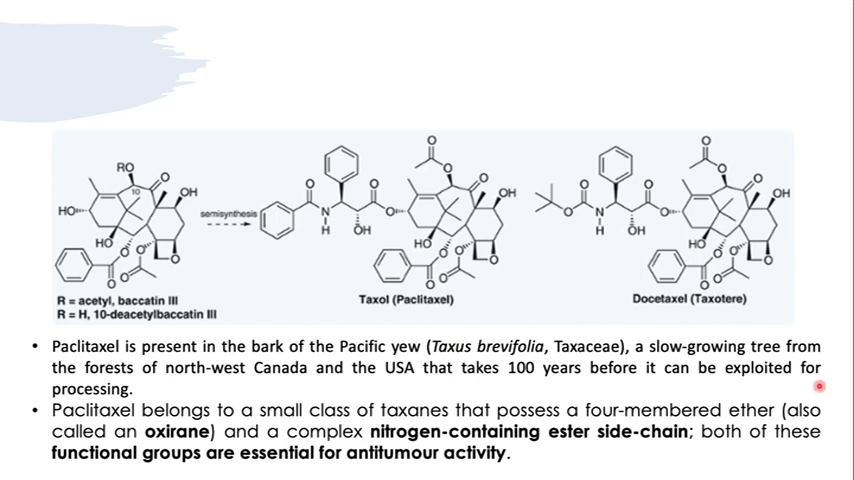 RO
10
O
OH
HO
HO
O
O
O
O
O
semisynthesis
O
N
H
O
OH
O
O
O
O
OH
HO
O
O
O
O
O
O
O
N
H
O
OH
O
O
O
O
OH
HO
O
O
O
O
O
R = acetyl, baccatin III
R = H, 10-deacetylbaccatin III
Taxol (Paclitaxel)
Docetaxel (Taxotere)
• Paclitaxel is present in the bark of the Pacific yew (Taxus brevifolia, Taxaceae), a slow-growing tree from
the forests of north-west Canada and the USA that takes 100 years before it can be exploited for
processing.
• Paclitaxel belongs to a small class of taxanes that possess a four-membered ether (also
called an oxirane) and a complex nitrogen-containing ester side-chain; both of these
functional groups are essential for antitumour activity.